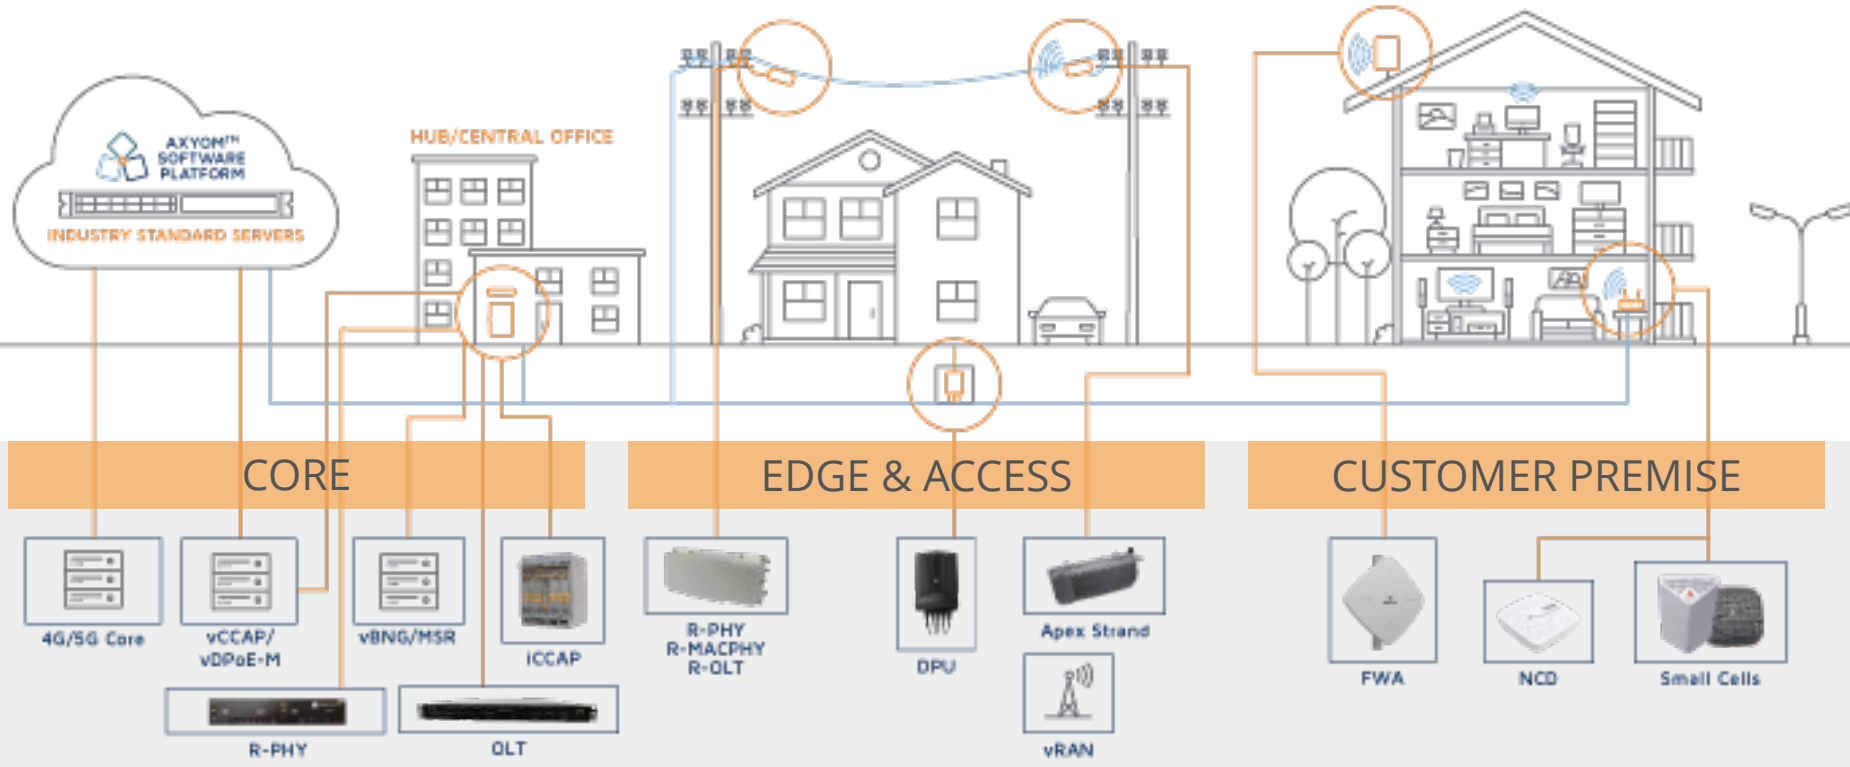 AXYOM™
SOFTWARE
PLATFORM
INDUSTRY STANDARD SERVERS
HUB/CENTRAL OFFICE
CORE
EDGE & ACCESS
CUSTOMER PREMISE
4G/5G Core
vCCAP/
vDPoE-M
vBNG/MSR
iCCAP
R-PHY
OLT
R-PHY
R-MACPHY
R-OLT
DPU
Apex Strand
vRAN
FWA
NCD
Small Cells